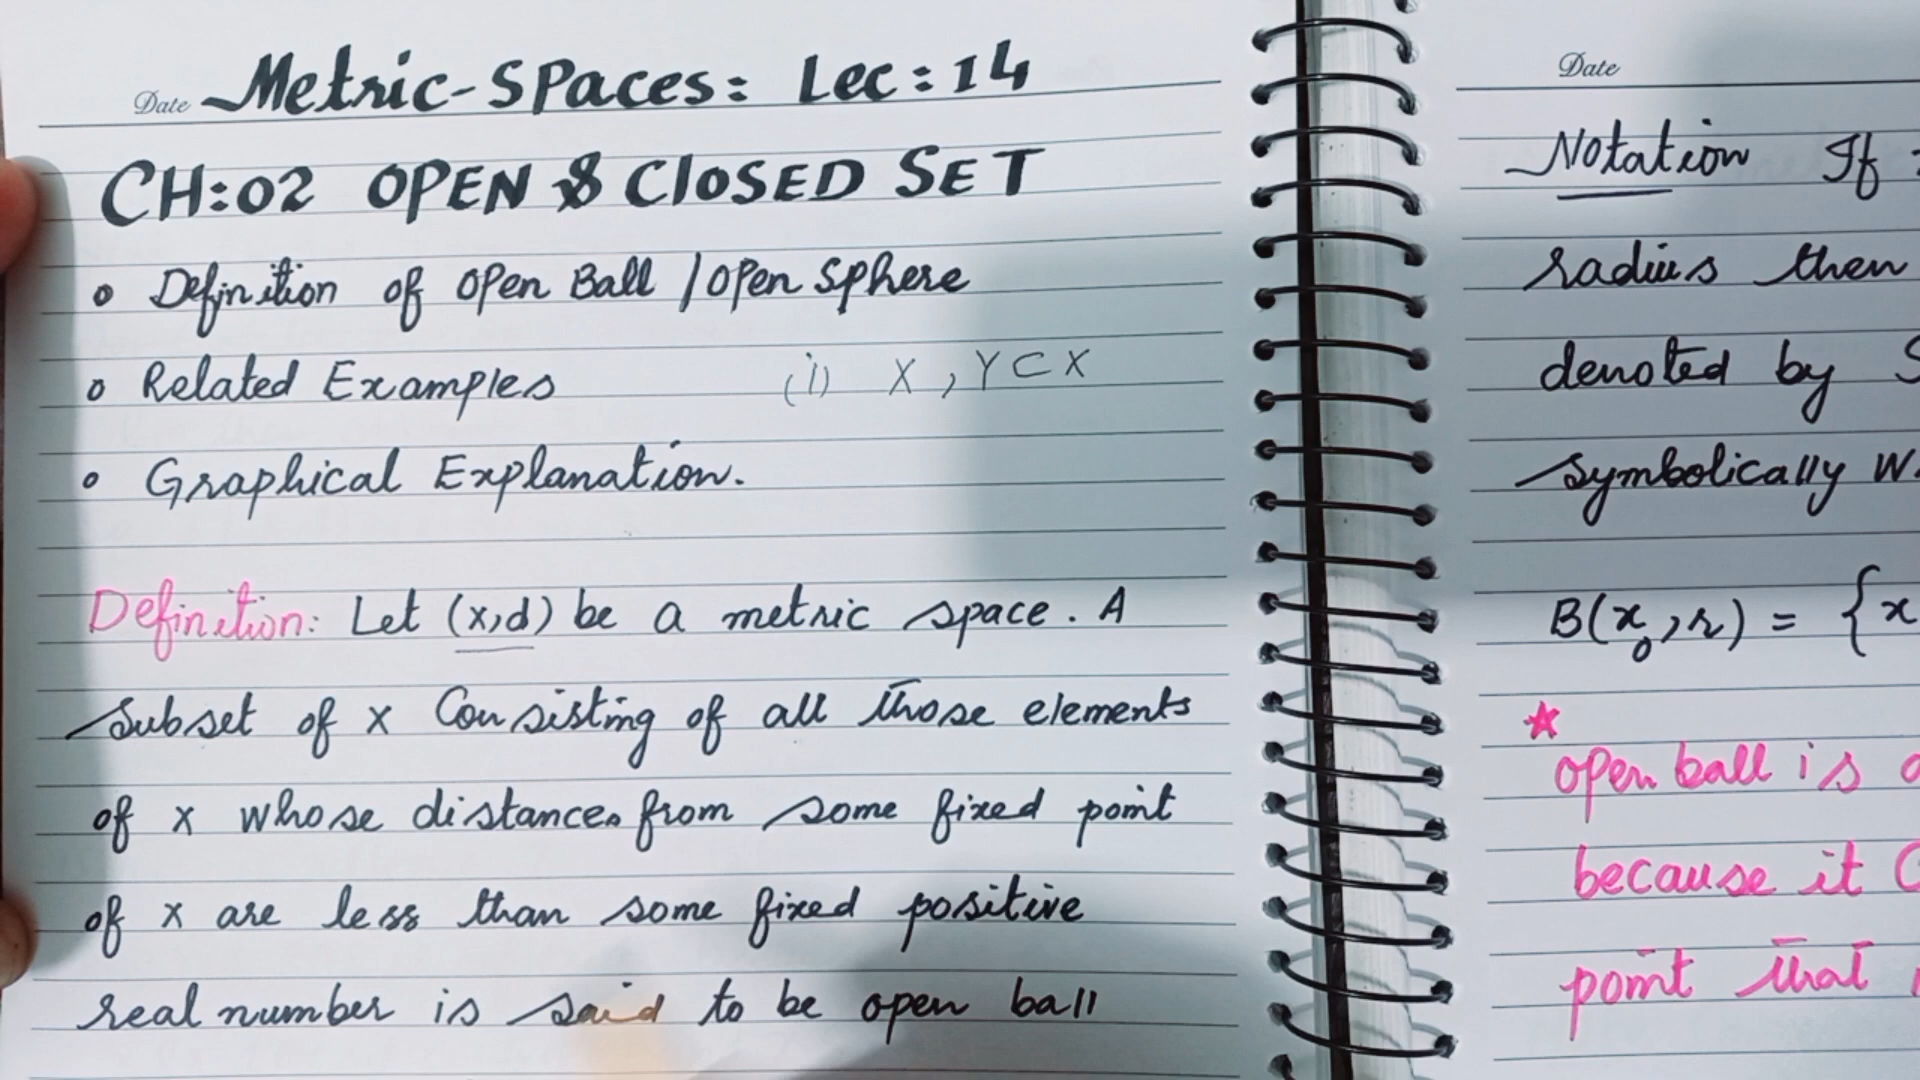 Date Metric-Spaces: Lec:14
CH:02 OPEN & CLOSED SET
o Definition of open Ball / open Sphere
o Related Examples (i) X, Y⊂X
o Graphical Explanation.
Definition: Let (x,d) be a metric space. A
subset of x Consisting of all those elements
of x whose distances from some fixed point
of x are less than some fixed positive
real number is said to be open ball
Date
Notation If
radius then
denoted by S
symbolically
B(x₀,r) = {x
★
open ball is
because it
point that